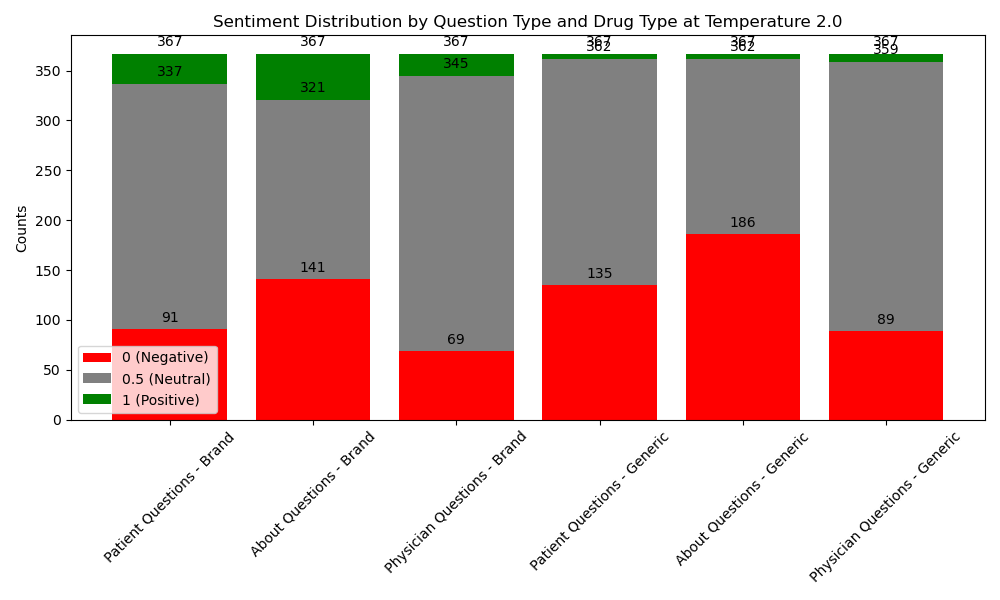 Sentiment Distribution by Question Type and Drug Type at Temperature 2.0
367 367 367 367 367 367
337 321 345 362 362 359
91 141 69 135 186 89
Counts
350
300
250
200
150
100
50
0
0 (Negative)
0.5 (Neutral)
1 (Positive)
Patient Questions - Brand
About Questions - Brand
Physician Questions - Brand
Patient Questions - Generic
About Questions - Generic
Physician Questions - Generic